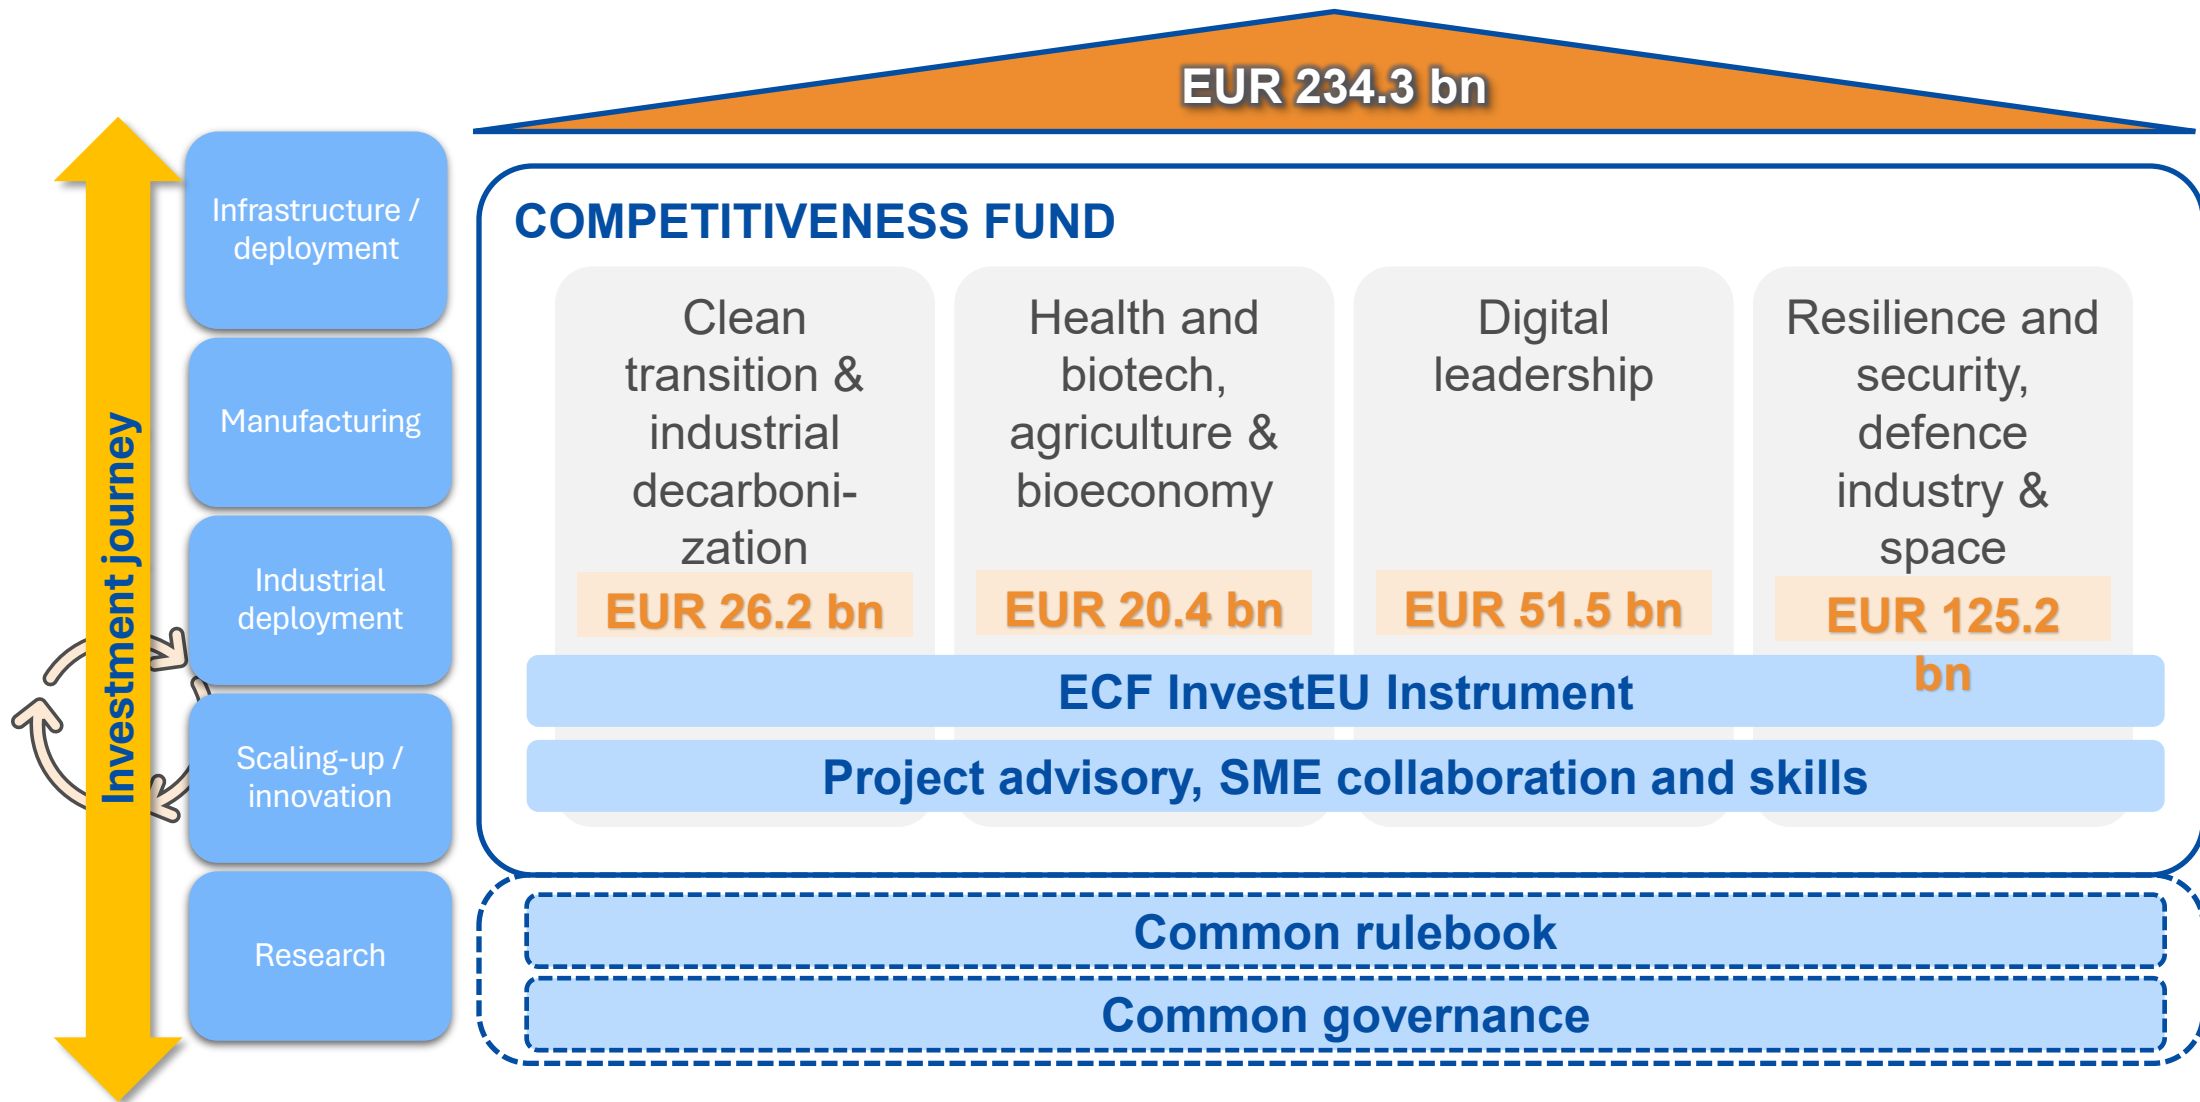 EUR 234.3 bn
Investment journey
Infrastructure /
deployment
Manufacturing
Industrial
deployment
Scaling-up /
innovation
Research
COMPETITIVENESS FUND
Clean
transition &
industrial
decarboni-
zation
EUR 26.2 bn
Health and
biotech,
agriculture &
bioeconomy
EUR 20.4 bn
Digital
leadership
EUR 51.5 bn
Resilience and
security,
defence
industry &
space
EUR 125.2
bn
ECF InvestEU Instrument
Project advisory, SME collaboration and skills
Common rulebook
Common governance